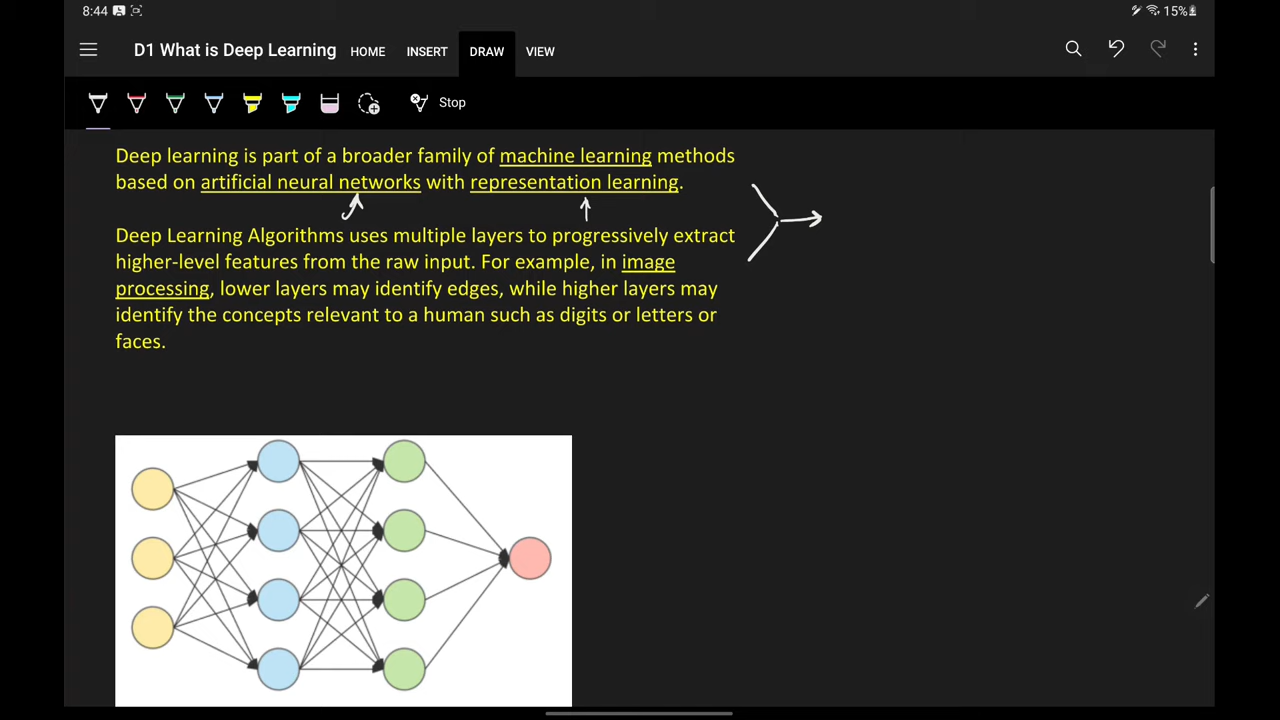 8:44 15%
D1 What is Deep Learning HOME INSERT DRAW VIEW
Stop
Deep learning is part of a broader family of machine learning methods
based on artificial neural networks with representation learning.
Deep Learning Algorithms uses multiple layers to progressively extract
higher-level features from the raw input. For example, in image
processing, lower layers may identify edges, while higher layers may
identify the concepts relevant to a human such as digits or letters or
faces.